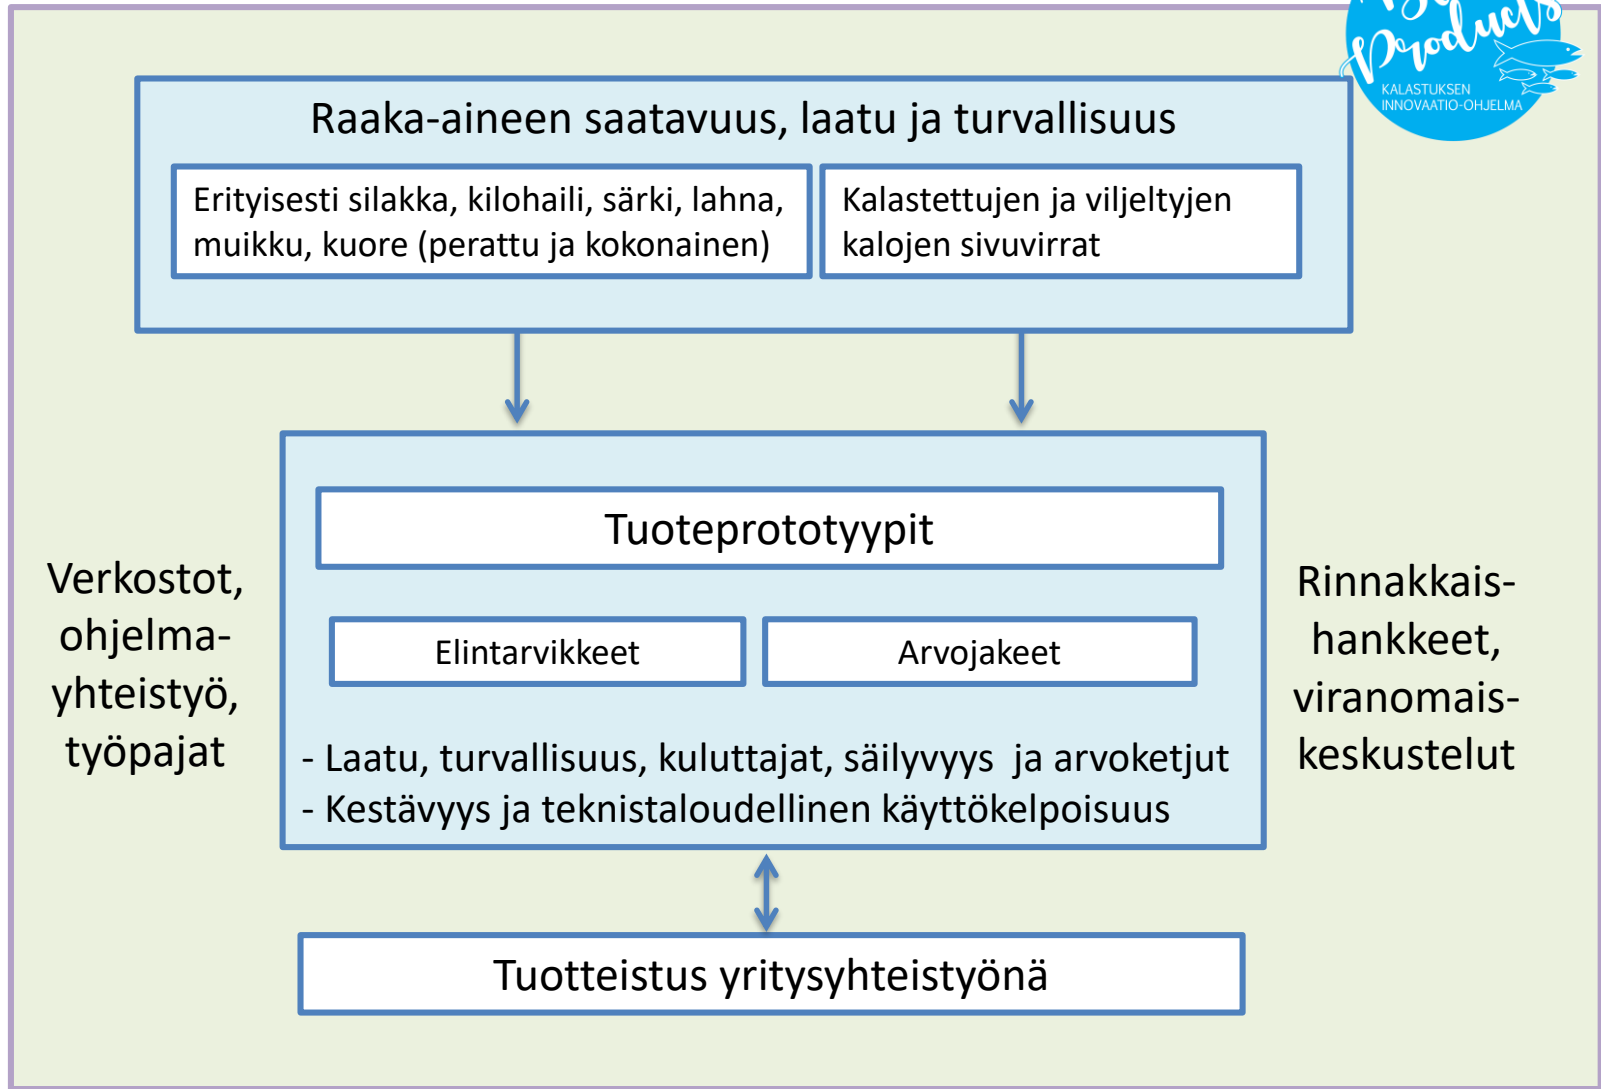 Products
KALASTUKSEN
INNOVAATIO-OHJELMA
Raaka-aineen saatavuus, laatu ja turvallisuus
Erityisesti silakka, kilohaili, särki, lahna,
muikku, kuore (perattu ja kokonainen)
Kalastettujen ja viljeltyjen
kalojen sivuvirrat
Tuoteprototyypit
Elintarvikkeet
Arvojakeet
- Laatu, turvallisuus, kuluttajat, säilyvyys  ja arvoketjut
- Kestävyys ja teknistaloudellinen käyttökelpoisuus
Verkostot,
ohjelma-
yhteistyö,
työpajat
Rinnakkais-
hankkeet,
viranomais-
keskustelut
Tuotteistus yritysyhteistyönä